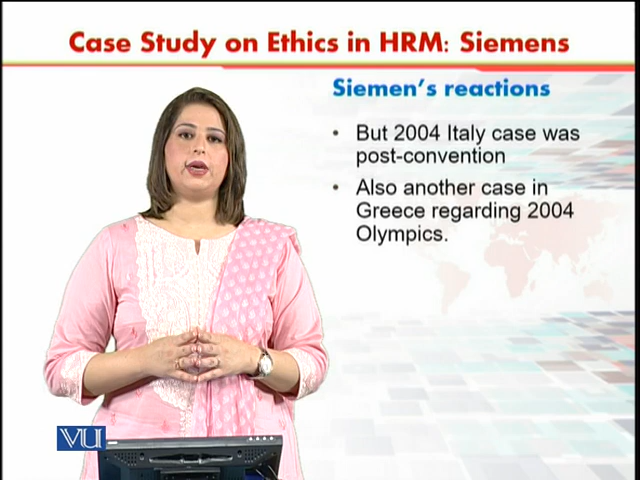 Case Study on Ethics in HRM: Siemens
Siemen's reactions
• But 2004 Italy case was
post-convention
• Also another case in
Greece regarding 2004
Olympics.
VU